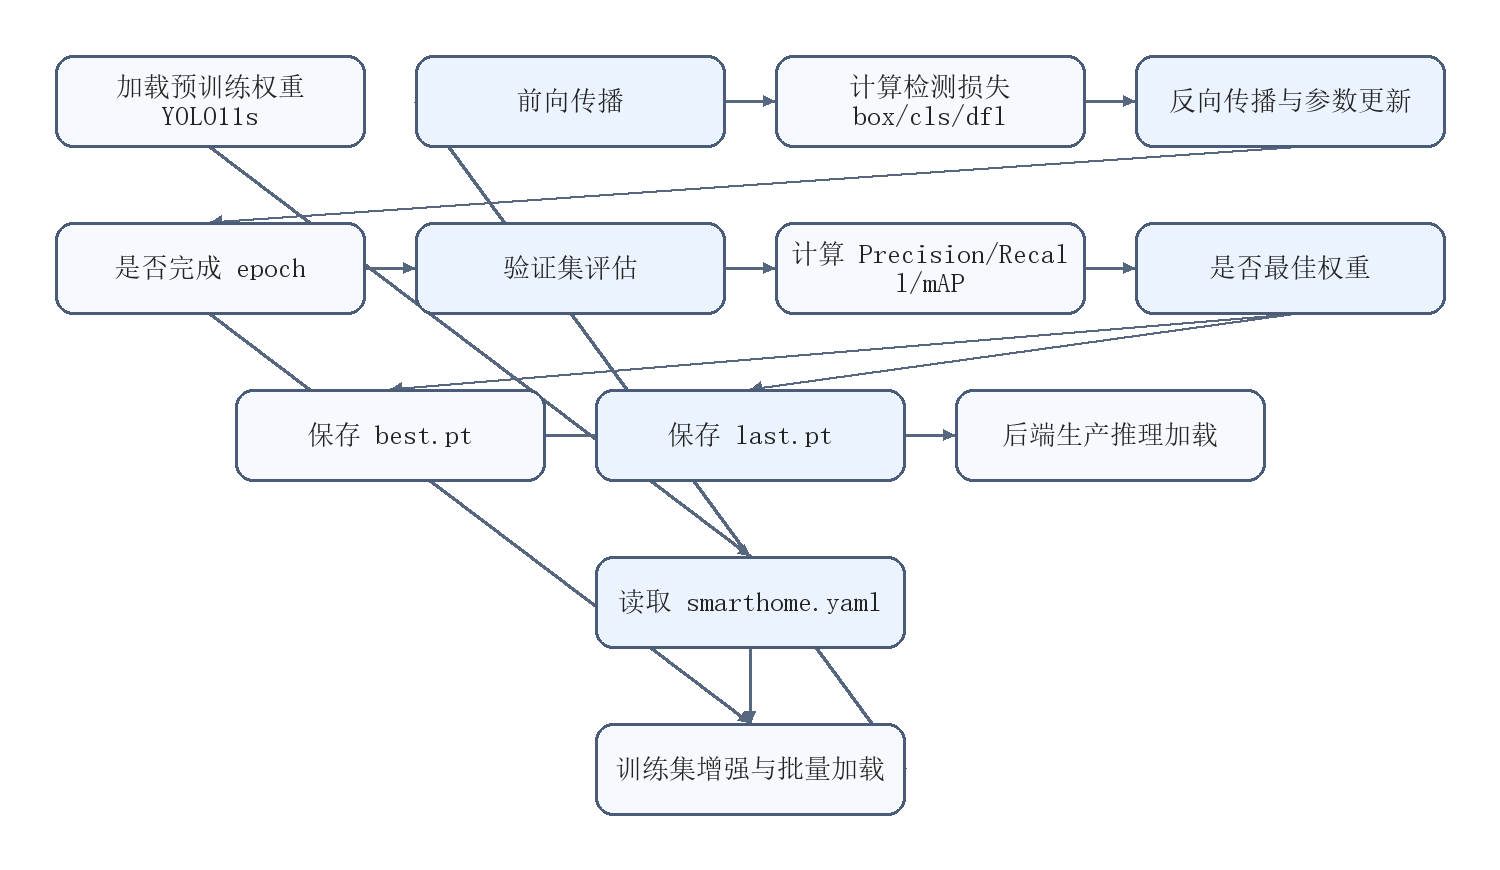 加载预训练权重
YOLO11s
前向传播
计算检测损失
box/cls/dfl
反向传播与参数更新
是否完成 epoch
验证集评估
计算 Precision/Recal
l/mAP
是否最佳权重
保存 best.pt
保存 last.pt
后端生产推理加载
读取 smarthome.yaml
训练集增强与批量加载